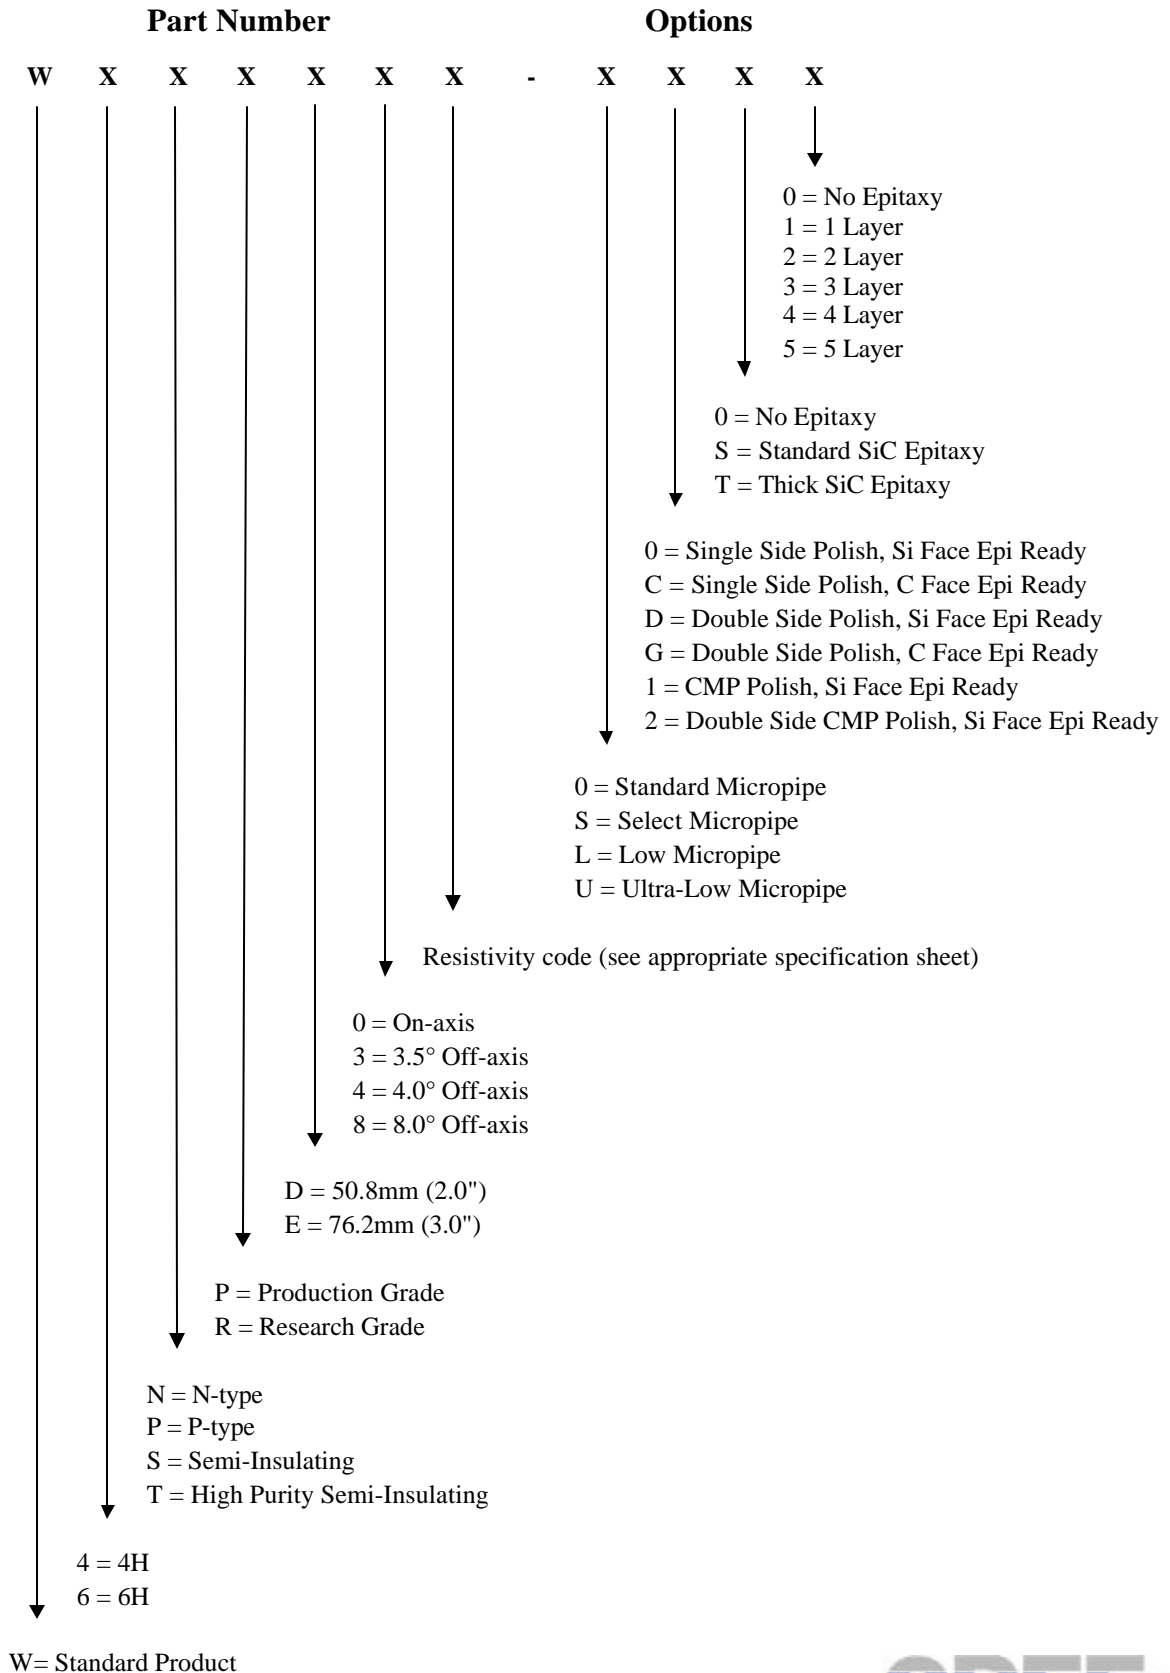 Part Number Options
W X X X X X X - X X X X
0 = No Epitaxy
1 = 1 Layer
2 = 2 Layer
3 = 3 Layer
4 = 4 Layer
5 = 5 Layer
0 = No Epitaxy
S = Standard SiC Epitaxy
T = Thick SiC Epitaxy
0 = Single Side Polish, Si Face Epi Ready
C = Single Side Polish, C Face Epi Ready
D = Double Side Polish, Si Face Epi Ready
G = Double Side Polish, C Face Epi Ready
1 = CMP Polish, Si Face Epi Ready
2 = Double Side CMP Polish, Si Face Epi Ready
0 = Standard Micropipe
S = Select Micropipe
L = Low Micropipe
U = Ultra-Low Micropipe
Resistivity code (see appropriate specification sheet)
0 = On-axis
3 = 3.5° Off-axis
4 = 4.0° Off-axis
8 = 8.0° Off-axis
D = 50.8mm (2.0")
E = 76.2mm (3.0")
P = Production Grade
R = Research Grade
N = N-type
P = P-type
S = Semi-Insulating
T = High Purity Semi-Insulating
4 = 4H
6 = 6H
W= Standard Product